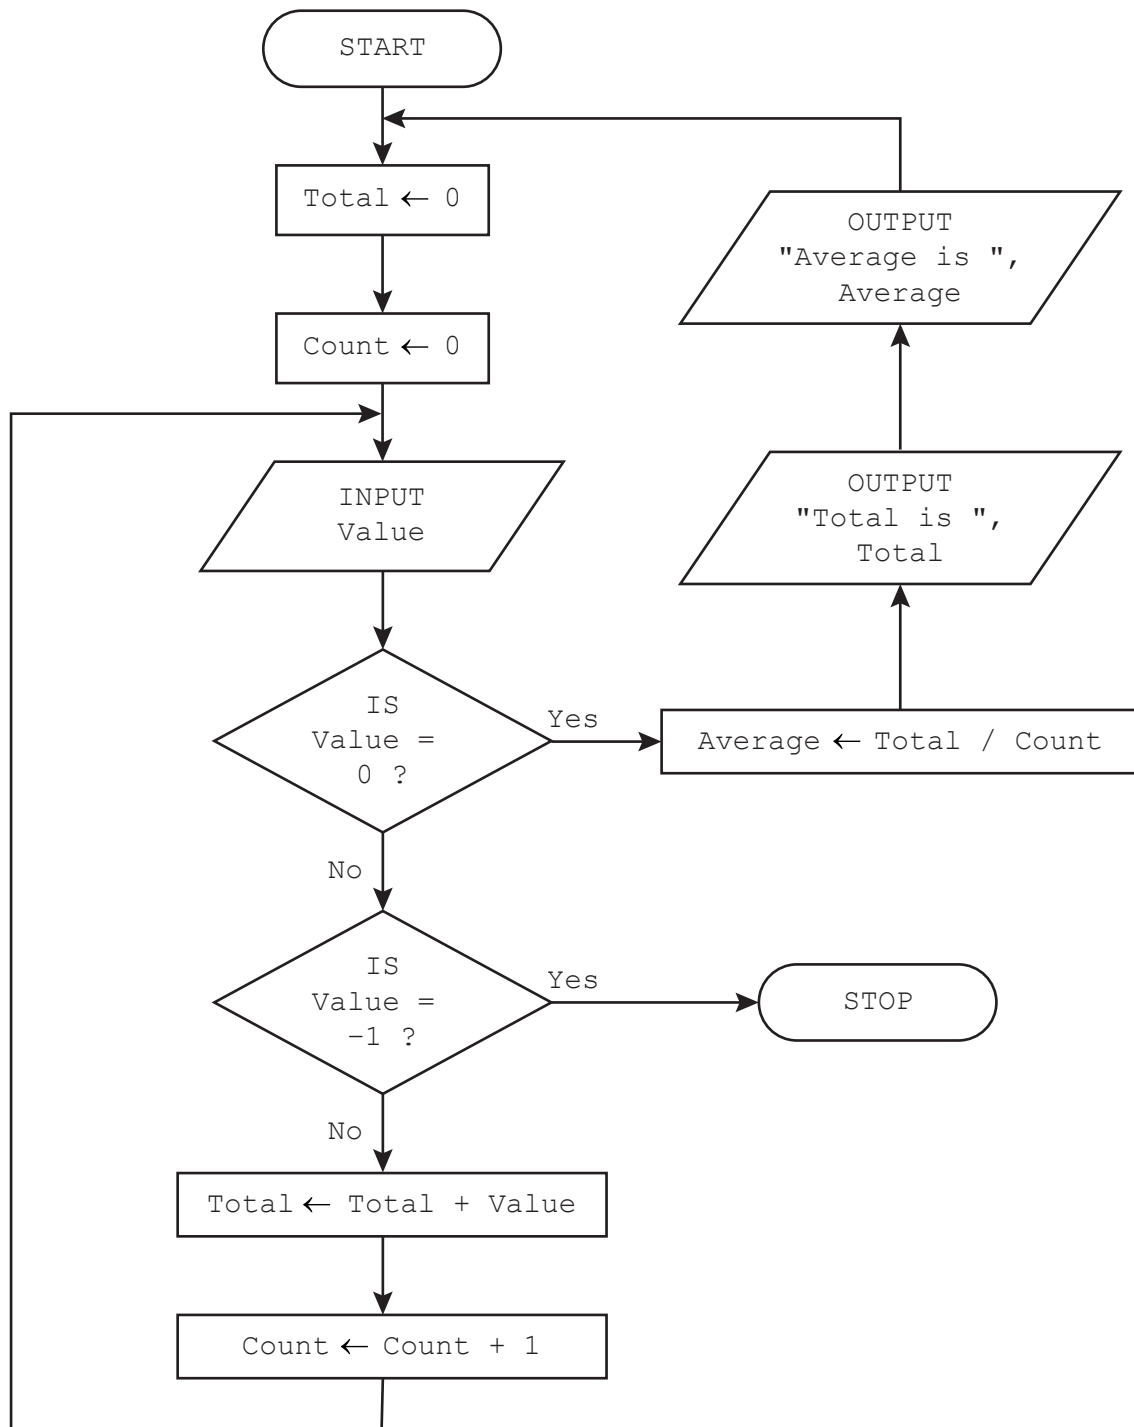 START
Total ← 0
Count ← 0
INPUT
Value
IS
Value =
0 ?
Yes
No
Average ← Total / Count
OUTPUT
"Total is ",
Total
OUTPUT
"Average is ",
Average
IS
Value =
−1 ?
Yes
STOP
No
Total ← Total + Value
Count ← Count + 1